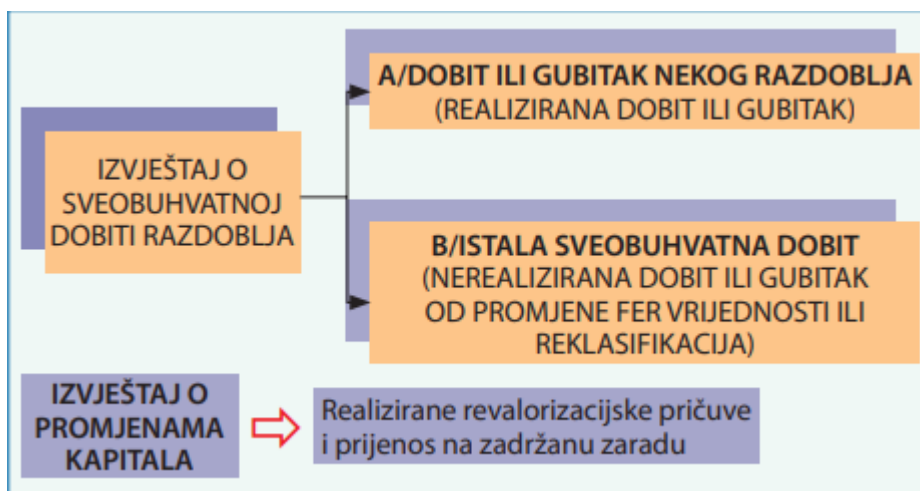 A/DOBIT ILI GUBITAK NEKOG RAZDOBLJA
(REALIZIRANA DOBIT ILI GUBITAK)
IZVJEŠTAJ O
SVEOBUHVATNOJ
DOBITI RAZDOBLJA
B/ISTALA SVEOBUHVATNA DOBIT
(NEREALIZIRANA DOBIT ILI GUBITAK
OD PROMJENE FER VRIJEDNOSTI ILI
REKLASIFIKACIJA)
IZVJEŠTAJ O
PROMJENAMA
KAPITALA
Realizirane revalorizacijske pričuve
i prijenos na zadržanu zaradu